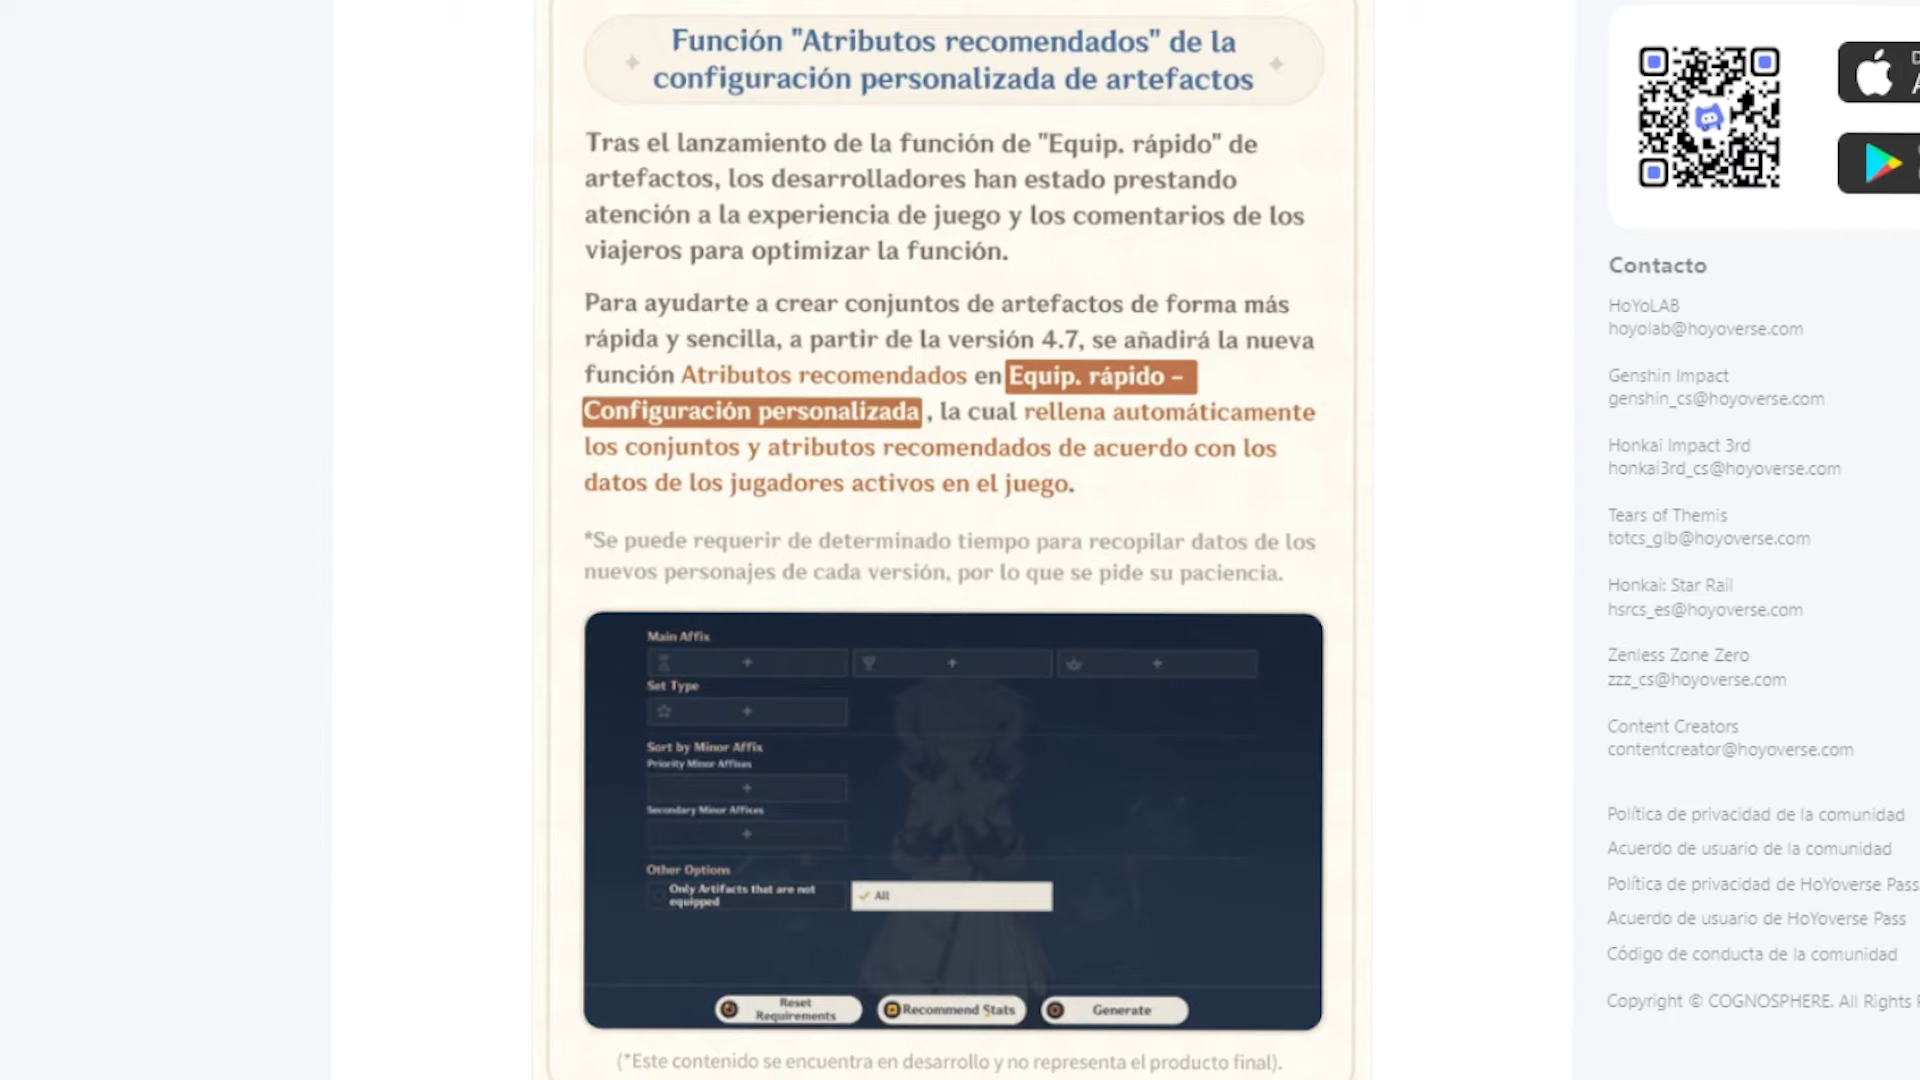 Función "Atributos recomendados" de la
configuración personalizada de artefactos
Tras el lanzamiento de la función de "Equip. rápido" de
artefactos, los desarrolladores han estado prestando
atención a la experiencia de juego y los comentarios de los
viajeros para optimizar la función.
Para ayudarte a crear conjuntos de artefactos de forma más
rápida y sencilla, a partir de la versión 4.7, se añadirá la nueva
función Atributos recomendados en Equip. rápido –
Configuración personalizada , la cual rellena automáticamente
los conjuntos y atributos recomendados de acuerdo con los
datos de los jugadores activos en el juego.
*Se puede requerir de determinado tiempo para recopilar datos de los
nuevos personajes de cada versión, por lo que se pide su paciencia.
Main Affix
Set Type
Sort by Minor Affix
Priority Minor Affixes
Secondary Minor Affixes
Other Options
Only Artifacts that are not
equipped
All
Reset
Requirements
Recommend Stats
Generate
(*Este contenido se encuentra en desarrollo y no representa el producto final).
Contacto
HoYoLAB
hoyolab@hoyoverse.com
Genshin Impact
genshin_cs@hoyoverse.com
Honkai Impact 3rd
honkai3rd_cs@hoyoverse.com
Tears of Themis
totcs_glb@hoyoverse.com
Honkai: Star Rail
hsrcs_es@hoyoverse.com
Zenless Zone Zero
zzz_cs@hoyoverse.com
Content Creators
contentcreator@hoyoverse.com
Política de privacidad de la comunidad
Acuerdo de usuario de la comunidad
Política de privacidad de HoYoverse Pass
Acuerdo de usuario de HoYoverse Pass
Código de conducta de la comunidad
Copyright © COGNOSPHERE. All Rights